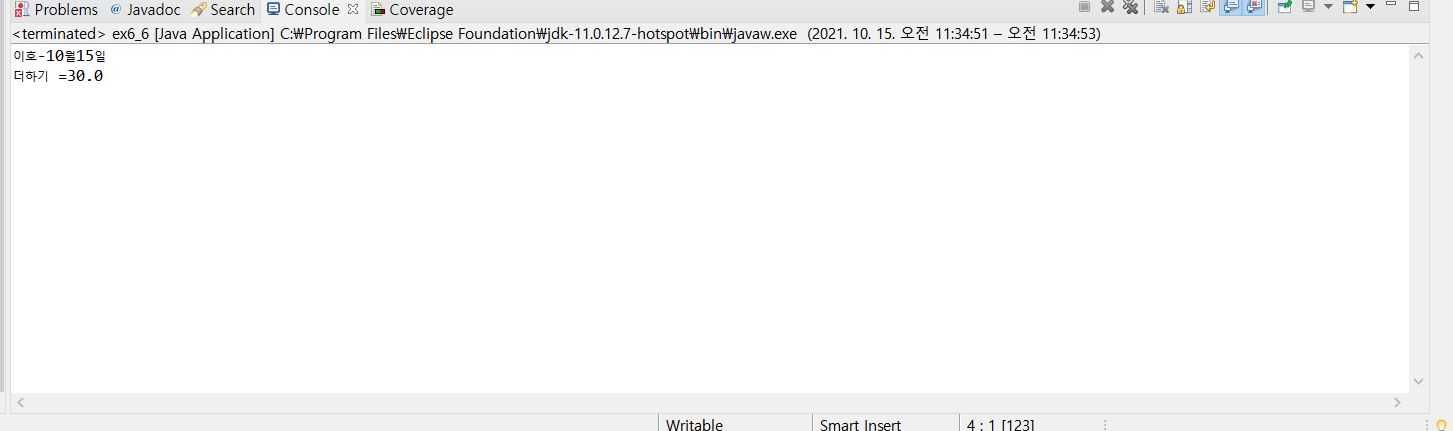 Problems @ Javadoc Search Console Coverage
<terminated> ex6_6 [Java Application] C:₩Program Files₩Eclipse Foundation₩jdk-11.0.12.7-hotspot₩bin₩javaw.exe (2021. 10. 15. 오전 11:34:51 – 오전 11:34:53)
이호-10월15일
더하기 =30.0
Writable Smart Insert 4 : 1 [123]